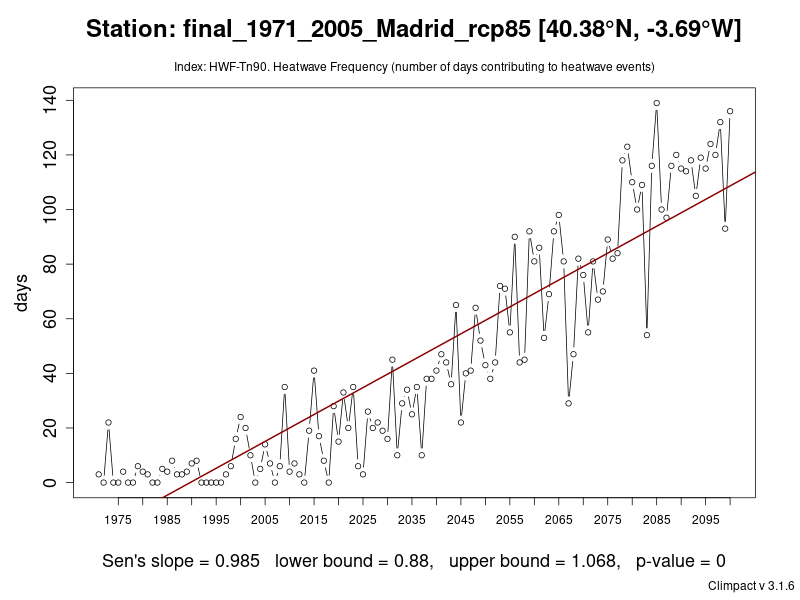 Station: final_1971_2005_Madrid_rcp85 [40.38°N, -3.69°W]
Index: HWF-Tn90. Heatwave Frequency (number of days contributing to heatwave events)
days
140
120
100
80
60
40
20
0
1975 1985 1995 2005 2015 2025 2035 2045 2055 2065 2075 2085 2095
Sen's slope = 0.985 lower bound = 0.88, upper bound = 1.068, p-value = 0
Climpact v 3.1.6